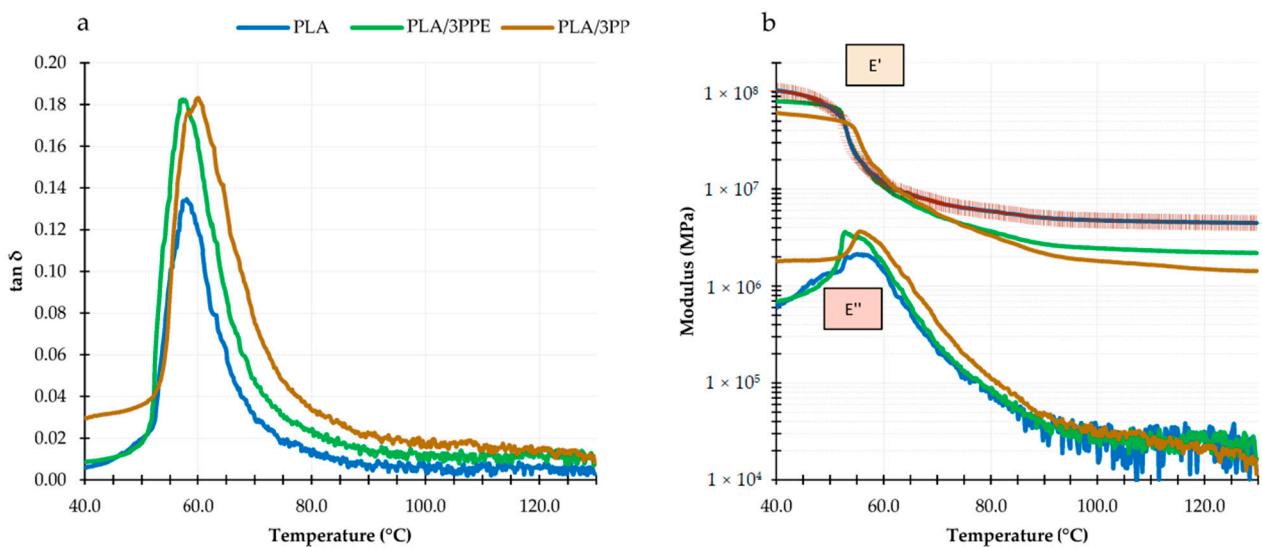 a
PLA PLA/3PPE PLA/3PP
b
0.20
0.18
0.16
0.14
0.12
0.10
0.08
0.06
0.04
0.02
0.00
tan δ
40.0 60.0 80.0 100.0 120.0
Temperature (°C)
E'
1 × 10⁸
1 × 10⁷
1 × 10⁶
1 × 10⁵
1 × 10⁴
Modulus (MPa)
E"
40.0 60.0 80.0 100.0 120.0
Temperature (°C)